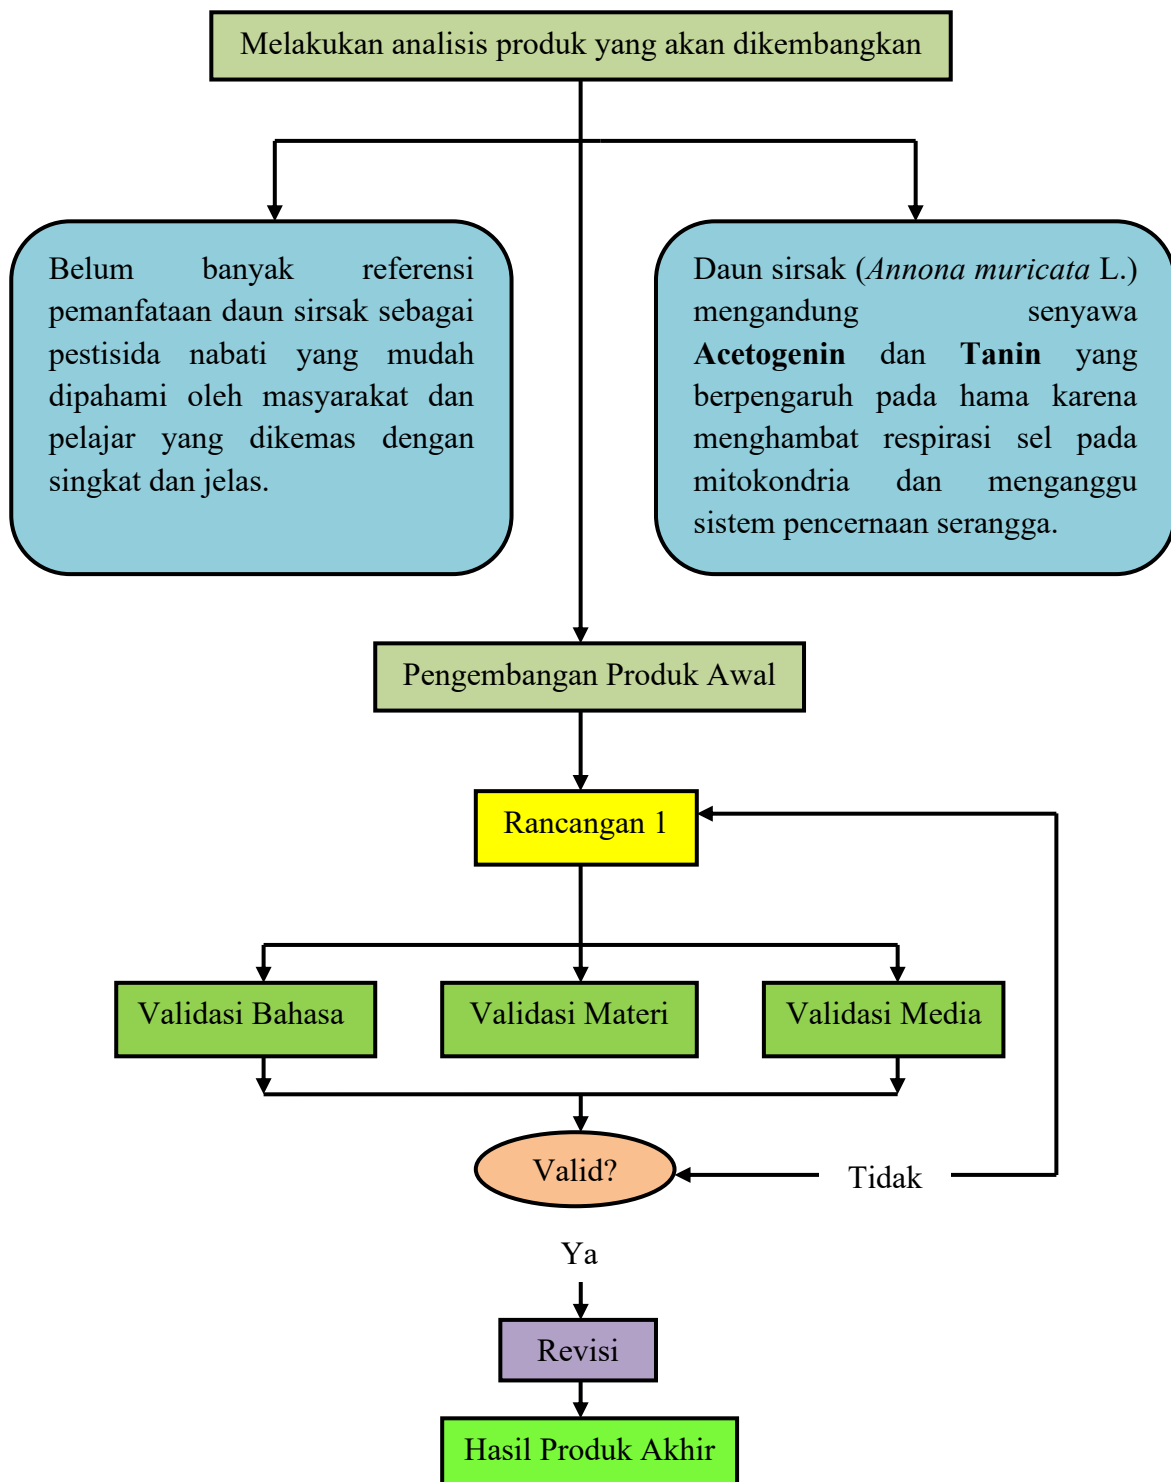 Melakukan analisis produk yang akan dikembangkan
Belum banyak referensi
pemanfataan daun sirsak sebagai
pestisida nabati yang mudah
dipahami oleh masyarakat dan
pelajar yang dikemas dengan
singkat dan jelas.
Daun sirsak (Annona muricata L.)
mengandung senyawa
Acetogenin dan Tanin yang
berpengaruh pada hama karena
menghambat respirasi sel pada
mitokondria dan menganggu
sistem pencernaan serangga.
Pengembangan Produk Awal
Rancangan 1
Validasi Bahasa
Validasi Materi
Validasi Media
Valid?
Tidak
Ya
Revisi
Hasil Produk Akhir